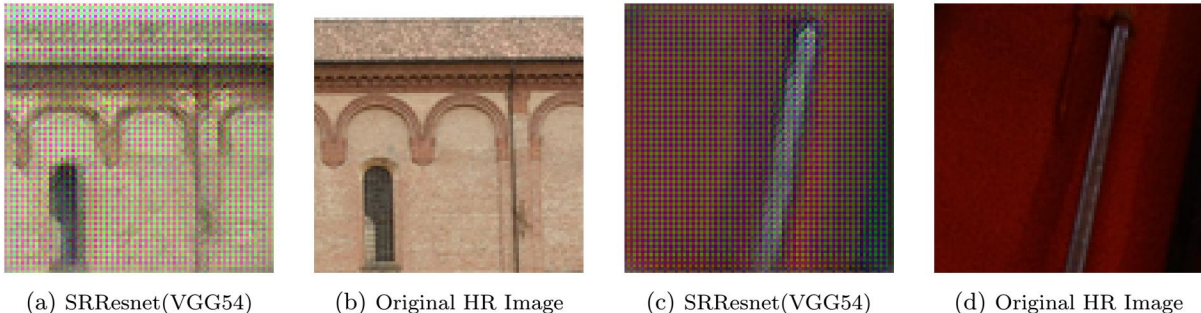 (a) SRResnet(VGG54)
(b) Original HR Image
(c) SRResnet(VGG54)
(d) Original HR Image